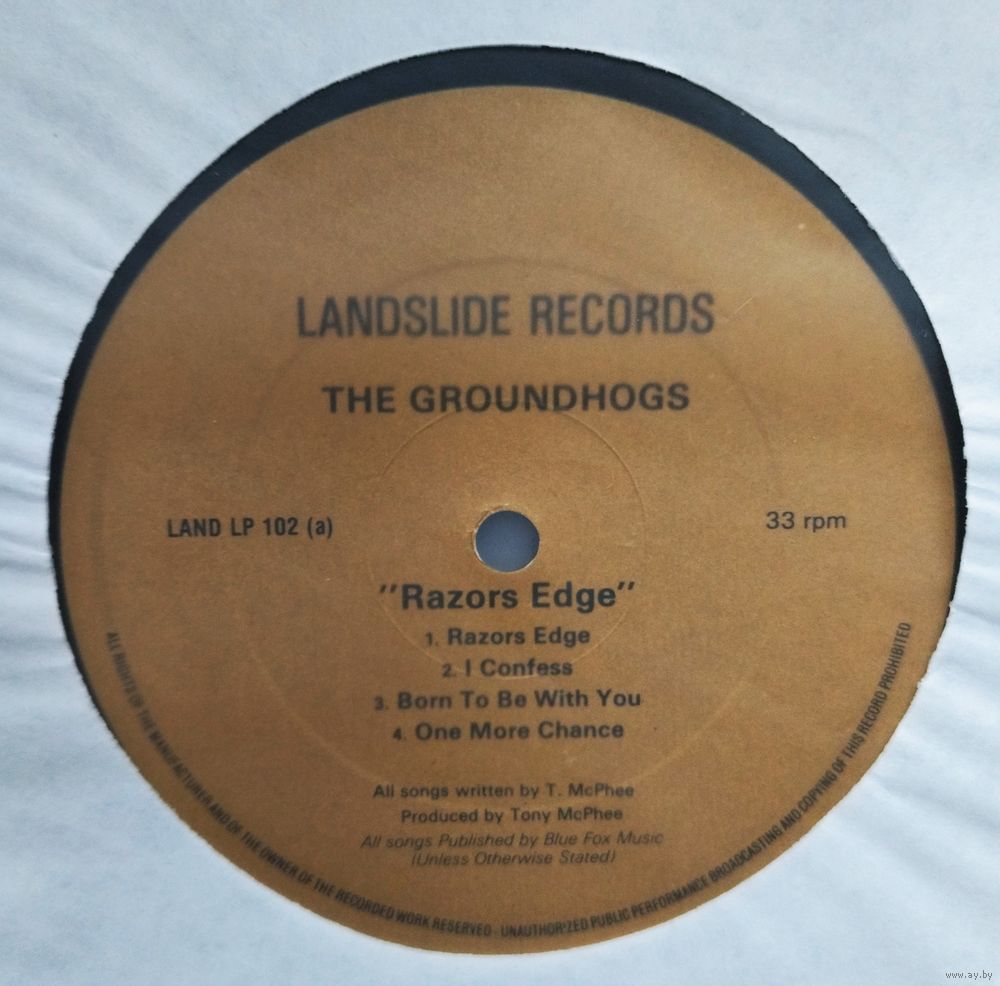 LANDSLIDE RECORDS
THE GROUNDHOGS
LAND LP 102 (a)
33 rpm
"Razors Edge"
1. Razors Edge
2. I Confess
3. Born To Be With You
4. One More Chance
All songs written by T. McPhee
Produced by Tony McPhee
All songs Published by Blue Fox Music
(Unless Otherwise Stated)
ALL RIGHTS OF THE MANUFACTURER AND OF THE OWNER OF THE RECORDED WORK RESERVED - UNAUTHORIZED PUBLIC PERFORMANCE BROADCASTING AND COPYING OF THIS RECORD PROHIBITED
www.ay.by